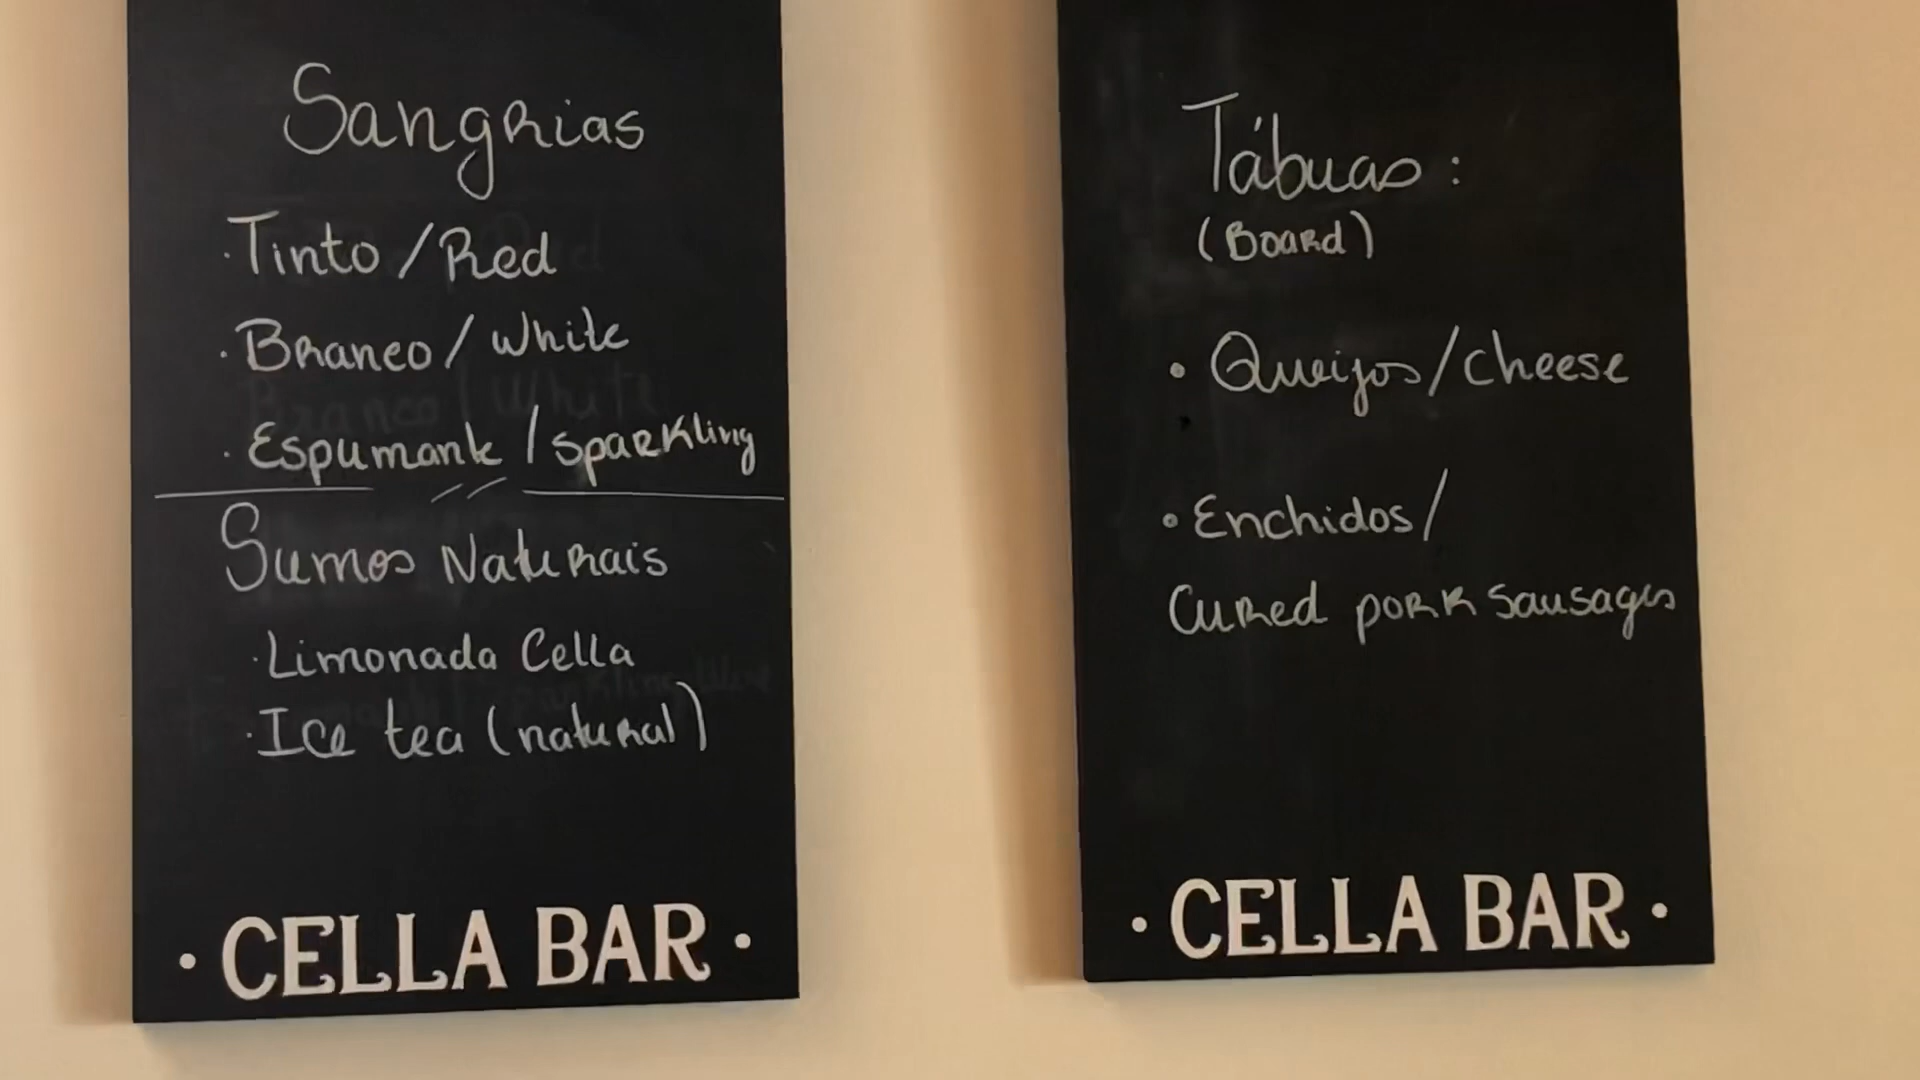 Sangrias
· Tinto / Red
· Branco / White
· Espumante / sparkling
Sumos Naturais
· Limonada Cella
· Ice tea (natural)
· CELLA BAR ·
Tábuas :
(Board)
• Queijos / cheese
• Enchidos /
Cured pork sausages
· CELLA BAR ·